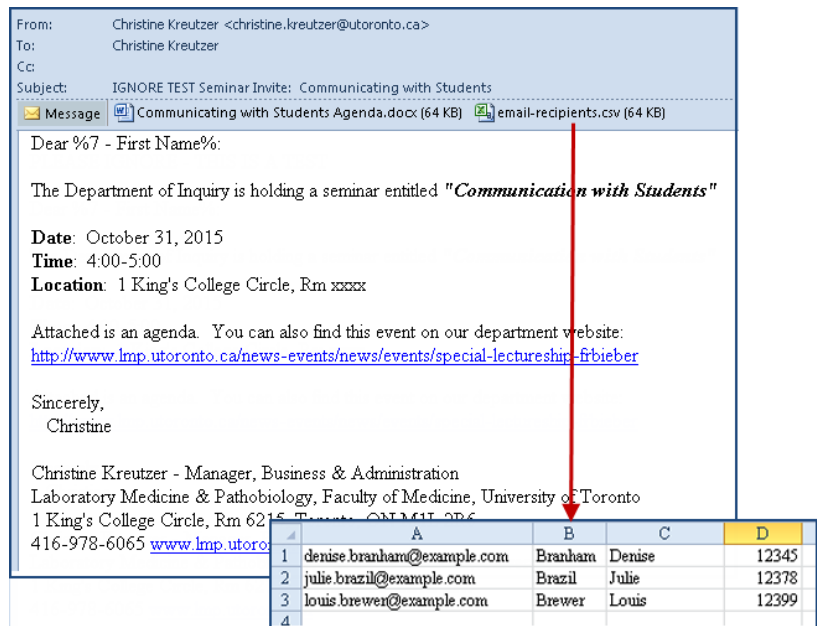 From: Christine Kreutzer <christine.kreutzer@utoronto.ca>
To: Christine Kreutzer
Cc:
Subject: IGNORE TEST Seminar Invite: Communicating with Students
Message Communicating with Students Agenda.docx (64 KB) email-recipients.csv (64 KB)
Dear %7 - First Name%:
The Department of Inquiry is holding a seminar entitled "Communication with Students"
Date: October 31, 2015
Time: 4:00-5:00
Location: 1 King's College Circle, Rm xxxx
Attached is an agenda. You can also find this event on our department website:
http://www.lmp.utoronto.ca/news-events/news/events/special-lectureship-frbieber
Sincerely,
Christine
Christine Kreutzer - Manager, Business & Administration
Laboratory Medicine & Pathobiology, Faculty of Medicine, University of Toronto
1 King's College Circle, Rm 6215, Toronto, ON
416-978-6065 www.lmp.utoro
A B C D
1 denise.branham@example.com Branham Denise 12345
2 julie.brazil@example.com Brazil Julie 12378
3 louis.brewer@example.com Brewer Louis 12399
4